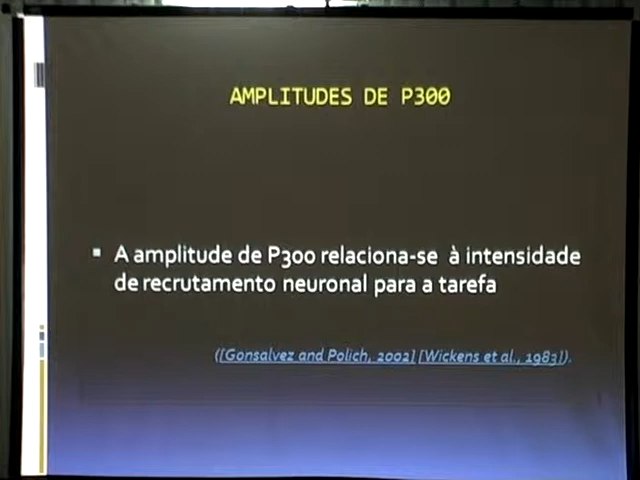 AMPLITUDES DE P300
▪ A amplitude de P300 relaciona-se à intensidade
de recrutamento neuronal para a tarefa
([Gonsalvez and Polich, 2002] [Wickens et al., 1983]).